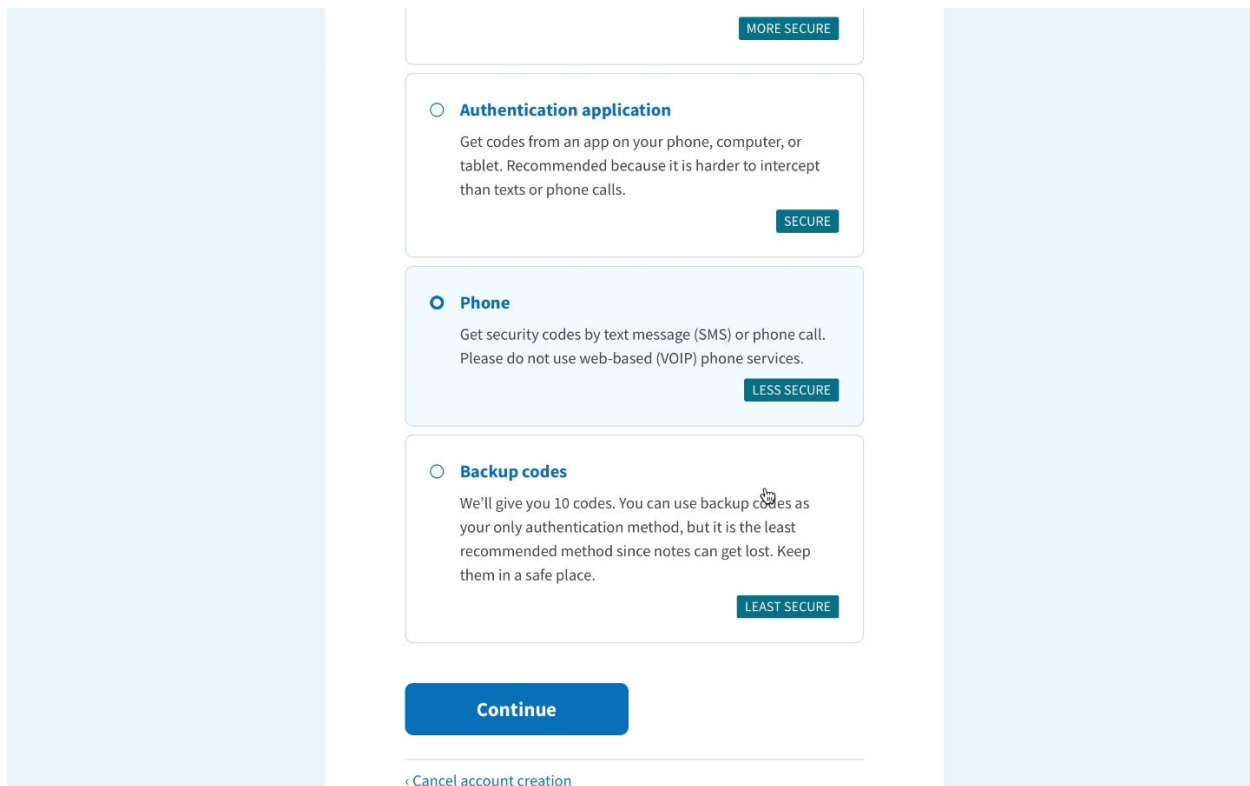 MORE SECURE
Authentication application
Get codes from an app on your phone, computer, or
tablet. Recommended because it is harder to intercept
than texts or phone calls.
SECURE
Phone
Get security codes by text message (SMS) or phone call.
Please do not use web-based (VOIP) phone services.
LESS SECURE
Backup codes
We’ll give you 10 codes. You can use backup codes as
your only authentication method, but it is the least
recommended method since notes can get lost. Keep
them in a safe place.
LEAST SECURE
Continue
‹ Cancel account creation